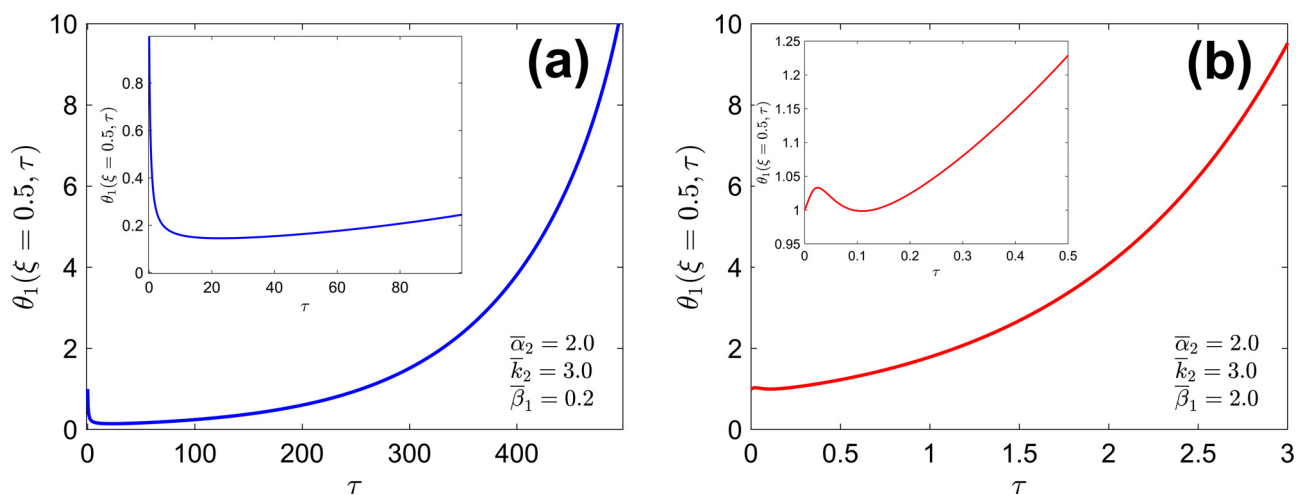 (a)
θ₁(ξ = 0.5, τ)
10
8
6
4
2
0
0 100 200 300 400
τ
θ₁(ξ = 0.5, τ)
0.8
0.6
0.4
0.2
0
0 20 40 60 80
τ
α̅₂ = 2.0
k̅₂ = 3.0
β̅₁ = 0.2
(b)
θ₁(ξ = 0.5, τ)
10
8
6
4
2
0
0 0.5 1 1.5 2 2.5 3
τ
θ₁(ξ = 0.5, τ)
1.25
1.2
1.15
1.1
1.05
1
0.95
0 0.1 0.2 0.3 0.4 0.5
τ
α̅₂ = 2.0
k̅₂ = 3.0
β̅₁ = 2.0